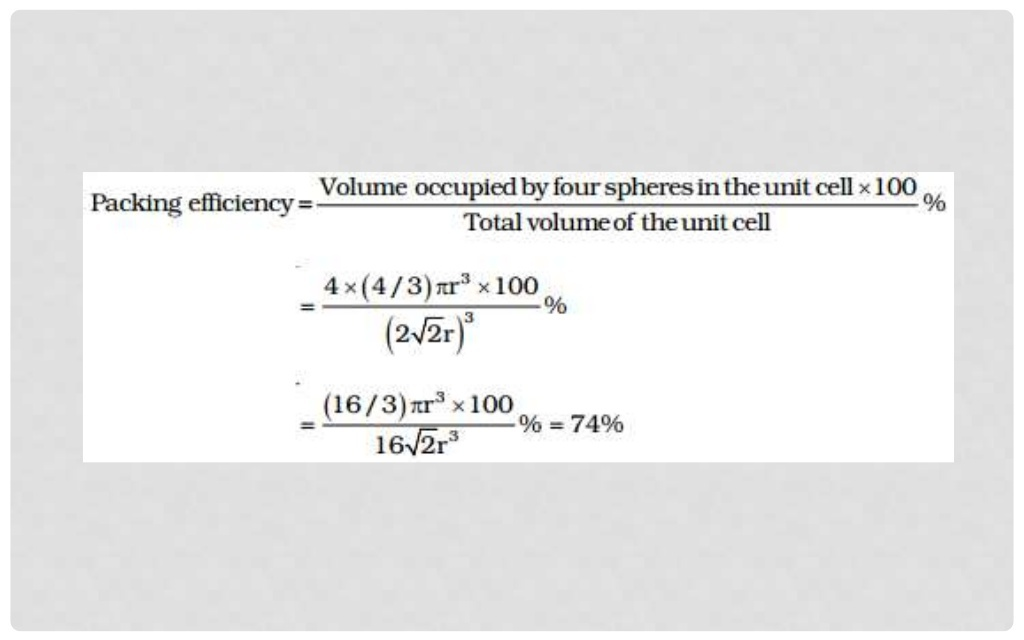 Packing efficiency = Volume occupied by four spheres in the unit cell × 100 / Total volume of the unit cell %
= 4 × (4 / 3) πr³ × 100 / (2√2r)³ %
= (16 / 3) πr³ × 100 / 16√2r³ % = 74%